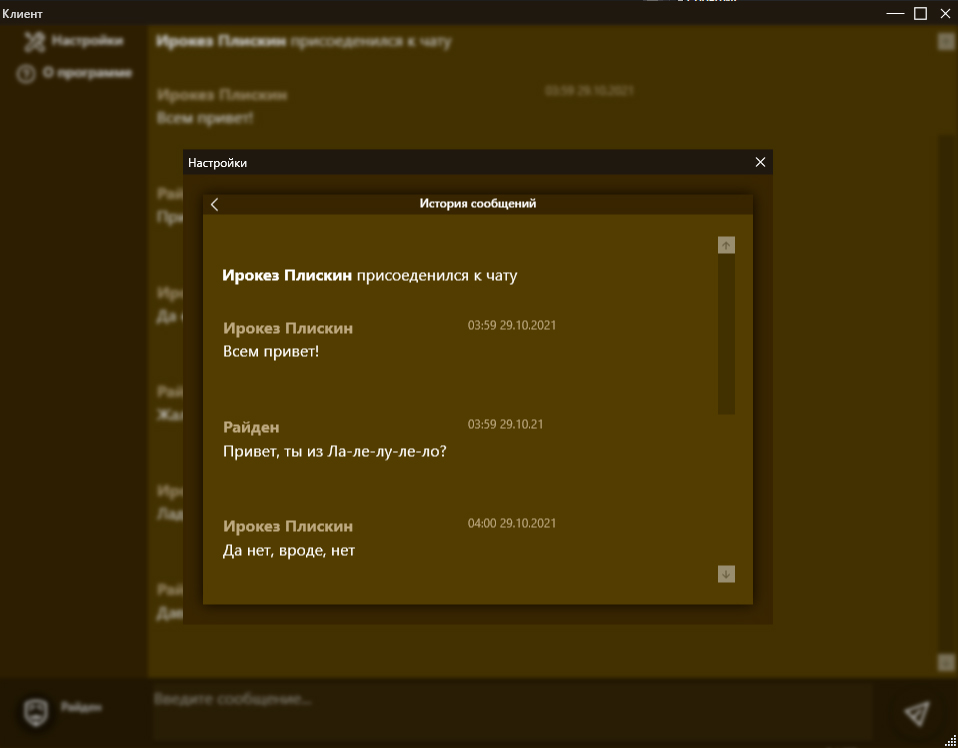 Клиент
Настройки
О программе
Ирокез Плискин присоеденился к чату
Ирокез Плискин 03:59 29.10.2021
Всем привет!
Настройки
История сообщений
Ирокез Плискин присоеденился к чату
Ирокез Плискин 03:59 29.10.2021
Всем привет!
Райден 03:59 29.10.21
Привет, ты из Ла-ле-лу-ле-ло?
Ирокез Плискин 04:00 29.10.2021
Да нет, вроде, нет
Райден
Введите сообщение...